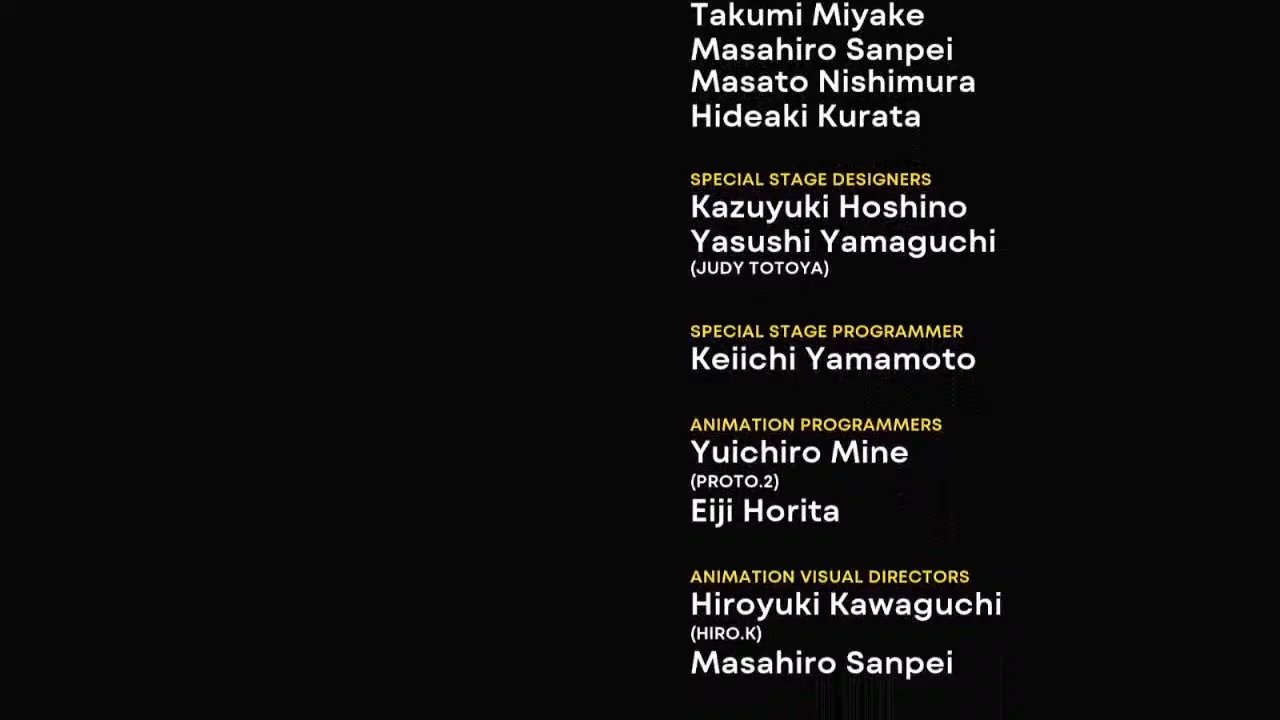 Takumi Miyake
Masahiro Sanpei
Masato Nishimura
Hideaki Kurata
SPECIAL STAGE DESIGNERS
Kazuyuki Hoshino
Yasushi Yamaguchi
(JUDY TOTOYA)
SPECIAL STAGE PROGRAMMER
Keiichi Yamamoto
ANIMATION PROGRAMMERS
Yuichiro Mine
(PROTO.2)
Eiji Horita
ANIMATION VISUAL DIRECTORS
Hiroyuki Kawaguchi
(HIRO.K)
Masahiro Sanpei